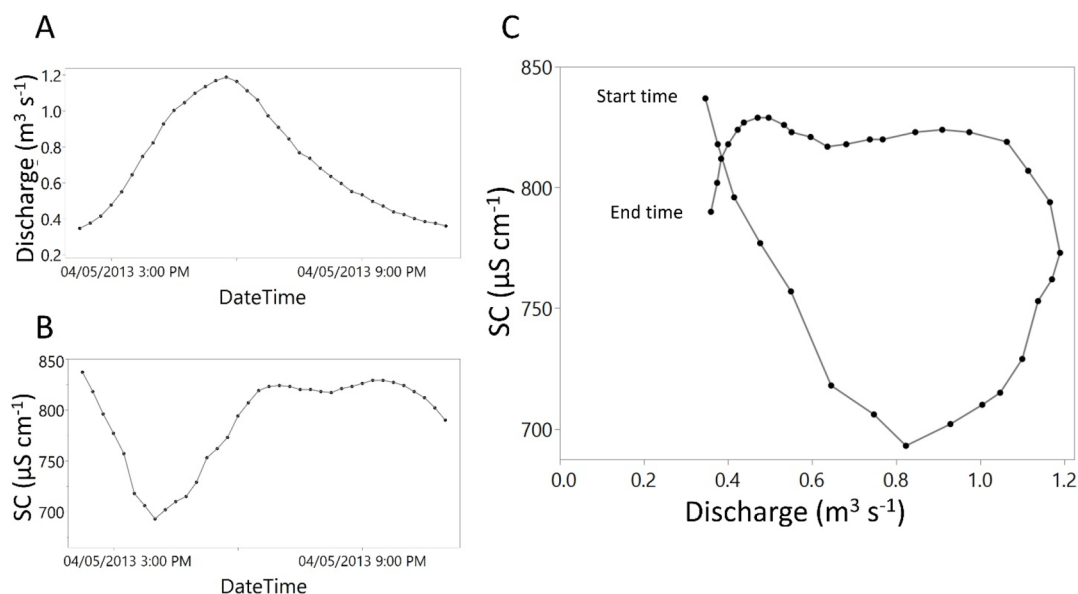 A
Discharge (m³ s⁻¹)
1.2
1.0
0.8
0.6
0.4
0.2
04/05/2013 3:00 PM
04/05/2013 9:00 PM
DateTime
B
SC (µS cm⁻¹)
850
800
750
700
04/05/2013 3:00 PM
04/05/2013 9:00 PM
DateTime
C
SC (µS cm⁻¹)
850
800
750
700
Start time
End time
0.0
0.2
0.4
0.6
0.8
1.0
1.2
Discharge (m³ s⁻¹)